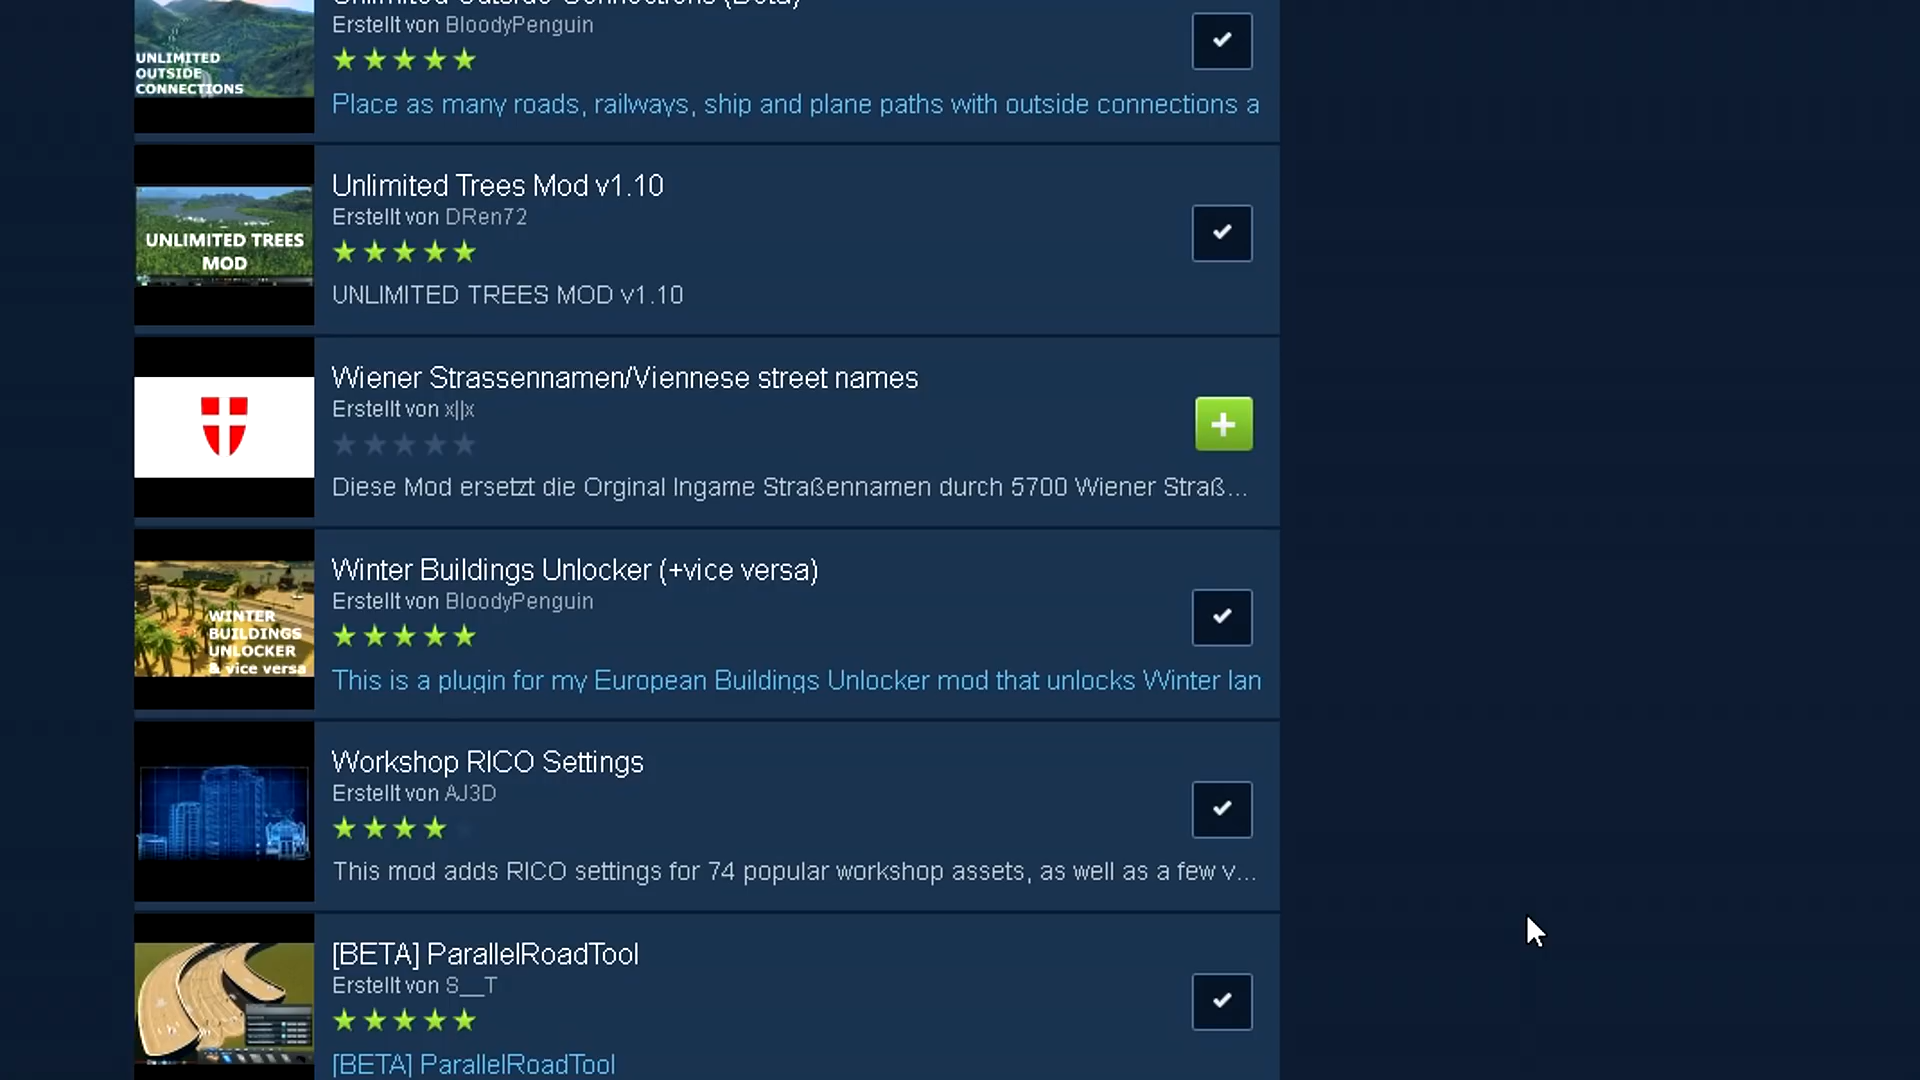 Unlimited Outside Connections (Beta)
Erstellt von BloodyPenguin
UNLIMITED
OUTSIDE
CONNECTIONS
Place as many roads, railways, ship and plane paths with outside connections a
Unlimited Trees Mod v1.10
Erstellt von DRen72
UNLIMITED TREES
MOD
UNLIMITED TREES MOD v1.10
Wiener Strassennamen/Viennese street names
Erstellt von x||x
Diese Mod ersetzt die Orginal Ingame Straßennamen durch 5700 Wiener Straß...
Winter Buildings Unlocker (+vice versa)
Erstellt von BloodyPenguin
WINTER
BUILDINGS
UNLOCKER
& vice versa
This is a plugin for my European Buildings Unlocker mod that unlocks Winter lan
Workshop RICO Settings
Erstellt von AJ3D
This mod adds RICO settings for 74 popular workshop assets, as well as a few v...
[BETA] ParallelRoadTool
Erstellt von S__T
[BETA] ParallelRoadTool